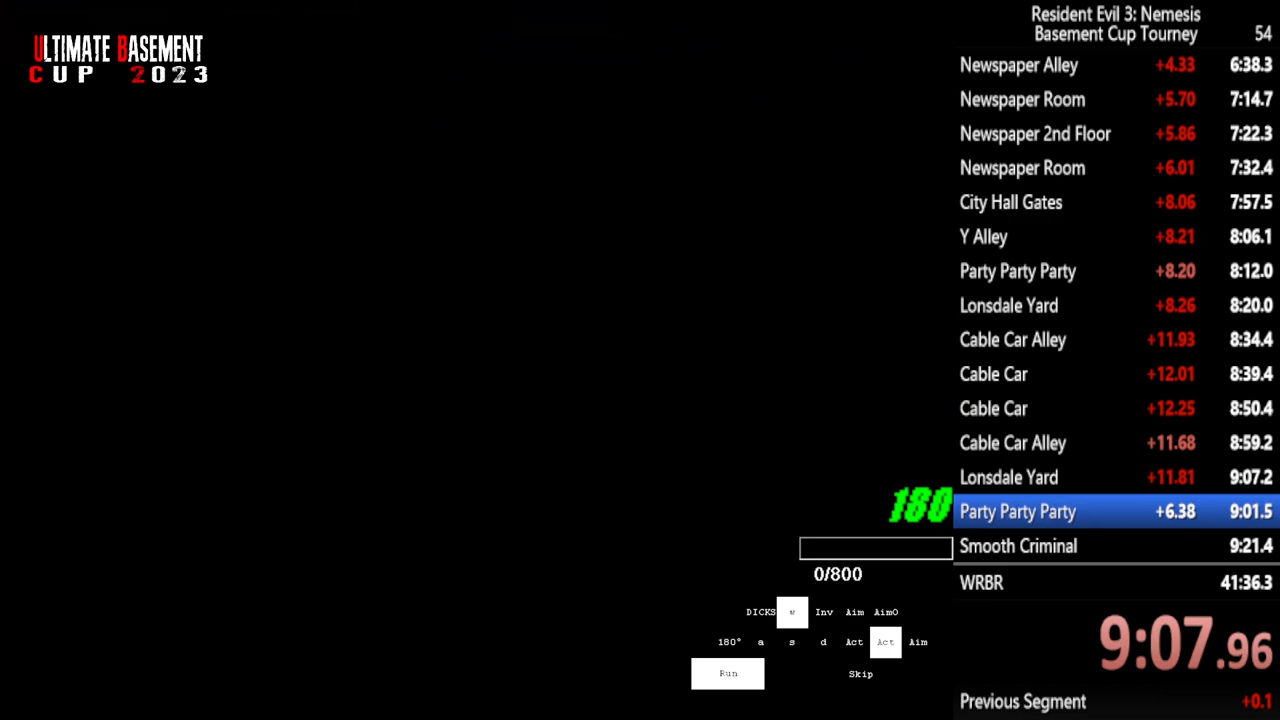 ULTIMATE BASEMENT
CUP 2023
Resident Evil 3: Nemesis
Basement Cup Tourney 54
Newspaper Alley +4.33 6:38.3
Newspaper Room +5.70 7:14.7
Newspaper 2nd Floor +5.86 7:22.3
Newspaper Room +6.01 7:32.4
City Hall Gates +8.06 7:57.5
Y Alley +8.21 8:06.1
Party Party Party +8.20 8:12.0
Lonsdale Yard +8.26 8:20.0
Cable Car Alley +11.93 8:34.4
Cable Car +12.01 8:39.4
Cable Car +12.25 8:50.4
Cable Car Alley +11.68 8:59.2
Lonsdale Yard +11.81 9:07.2
180
Party Party Party +6.38 9:01.5
Smooth Criminal 9:21.4
0/800
WRBR 41:36.3
DICKS w Inv Aim AimO
180° a s d Act Act Aim
Run Skip
9:07.96
Previous Segment +0.1